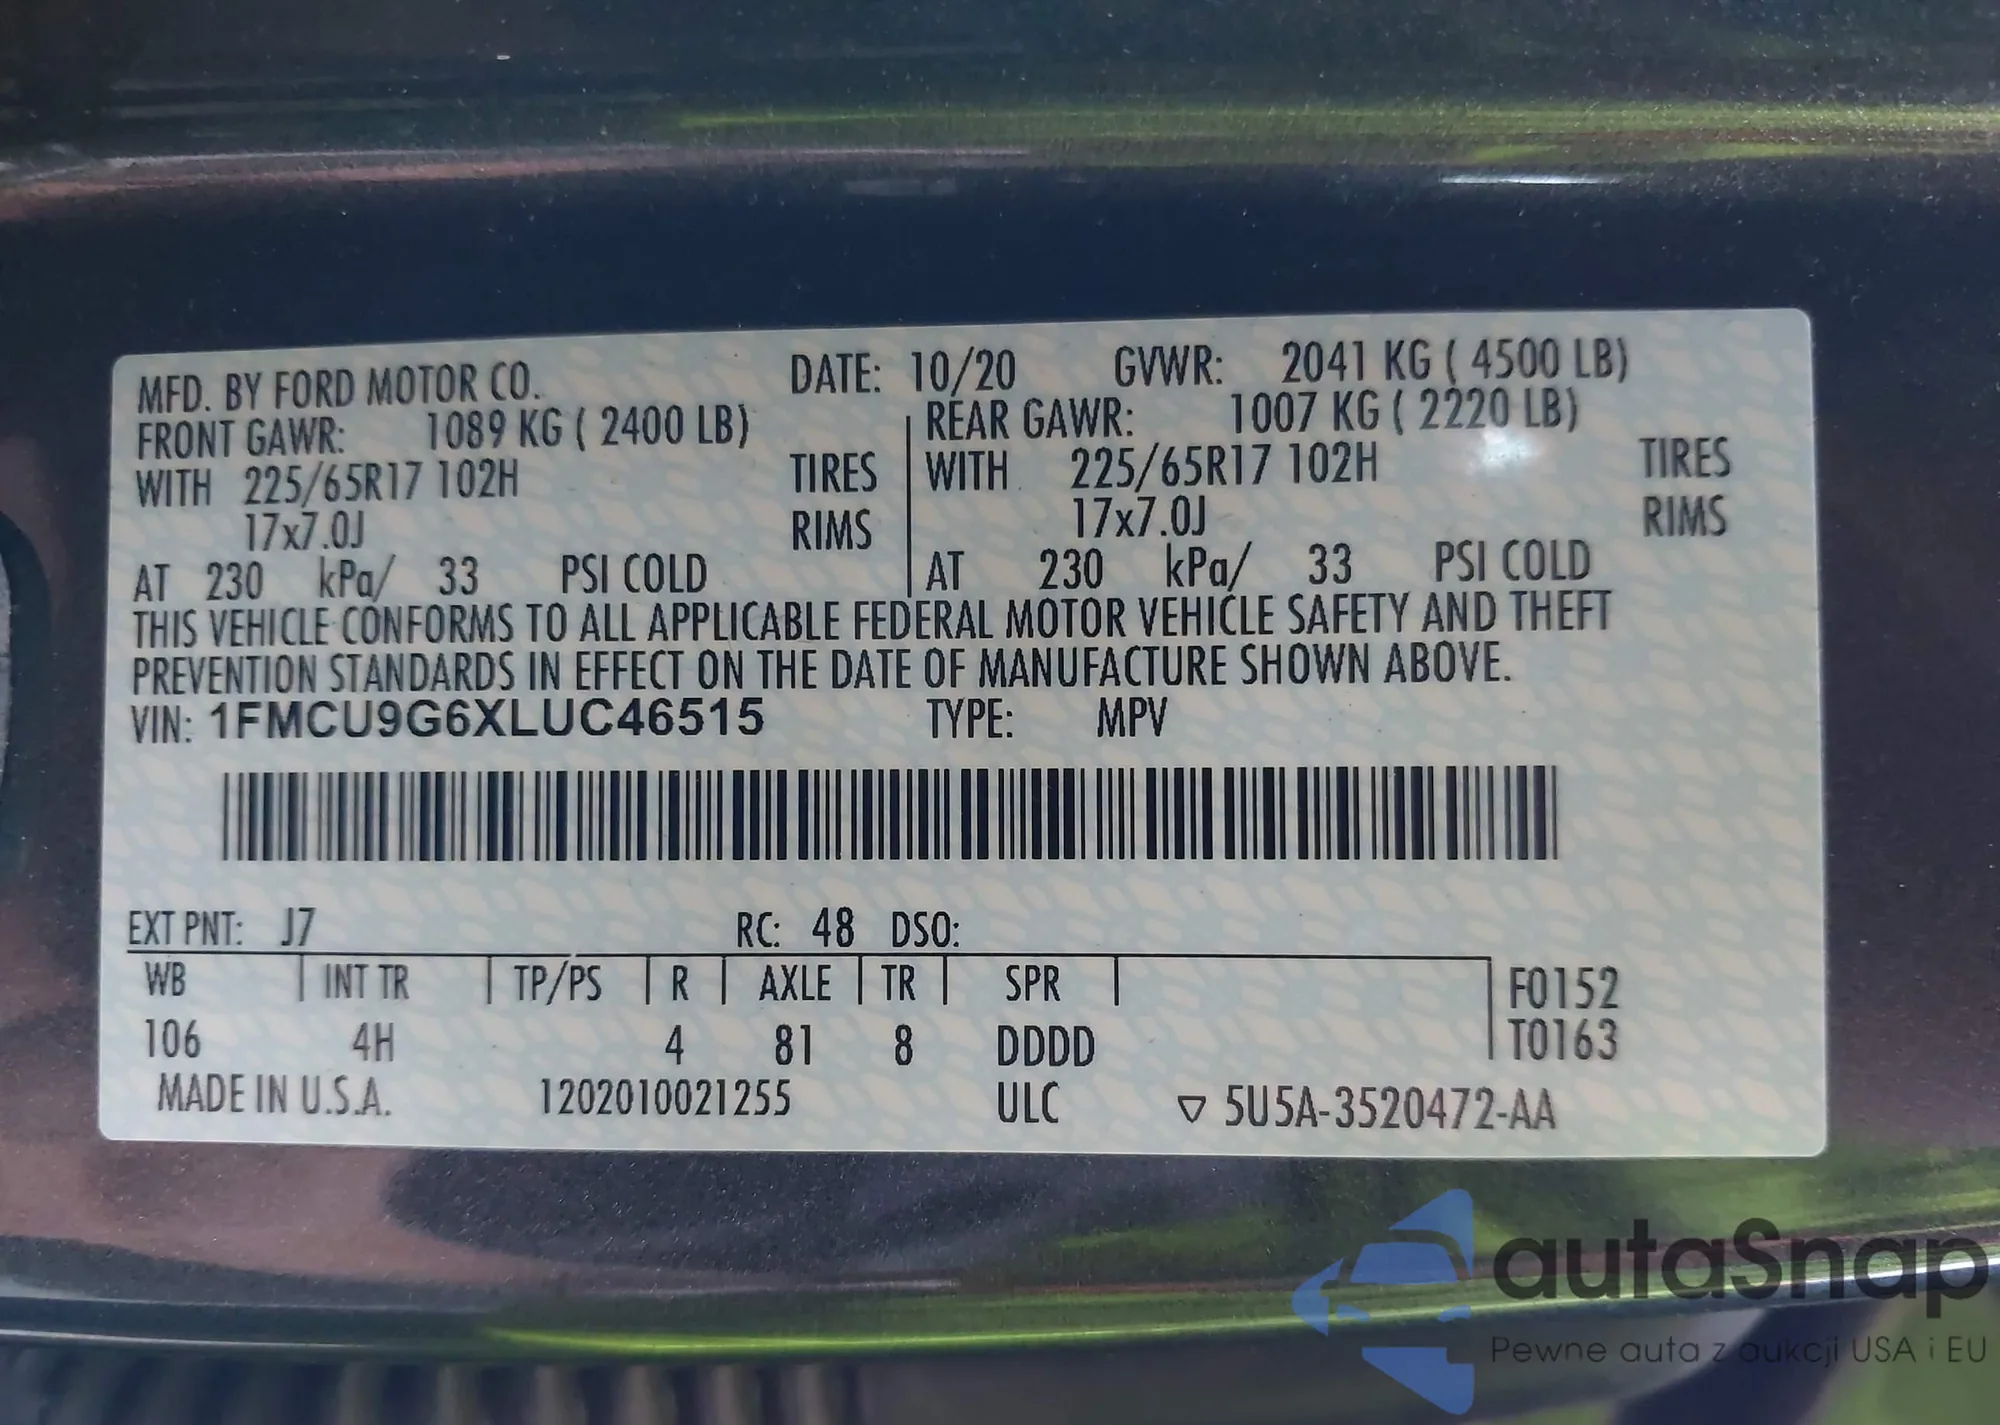 MFD. BY FORD MOTOR CO. DATE: 10/20 GVWR: 2041 KG ( 4500 LB)
FRONT GAWR: 1089 KG ( 2400 LB) REAR GAWR: 1007 KG ( 2220 LB)
WITH 225/65R17 102H TIRES WITH 225/65R17 102H TIRES
17x7.0J RIMS 17x7.0J RIMS
AT 230 kPa/ 33 PSI COLD AT 230 kPa/ 33 PSI COLD
THIS VEHICLE CONFORMS TO ALL APPLICABLE FEDERAL MOTOR VEHICLE SAFETY AND THEFT
PREVENTION STANDARDS IN EFFECT ON THE DATE OF MANUFACTURE SHOWN ABOVE.
VIN: 1FMCU9G6XLUC46515 TYPE: MPV
EXT PNT: J7 RC: 48 DSO:
WB INT TR TP/PS R AXLE TR SPR F0152
106 4H 4 81 8 DDDD T0163
MADE IN U.S.A. 1202010021255 ULC ▽ 5U5A-3520472-AA
autaSnap
Pewne auta z aukcji USA i EU